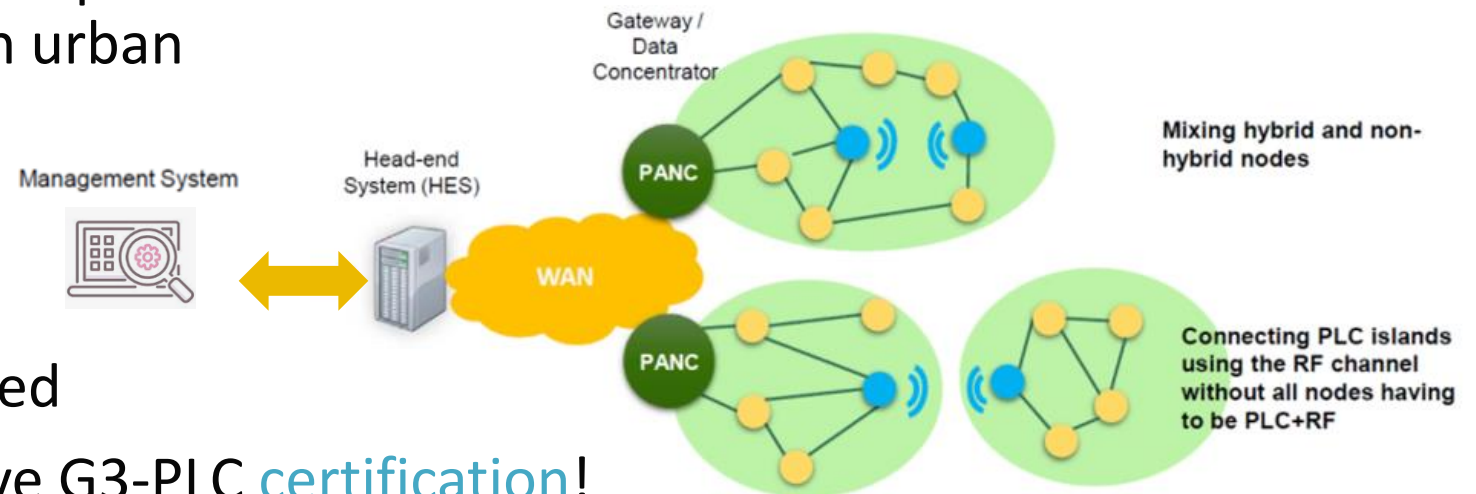 n urban
Gateway /
Data
Concentrator
Management System
Head-end
System (HES)
WAN
PANC
Mixing hybrid and non-
hybrid nodes
PANC
Connecting PLC islands
using the RF channel
without all nodes having
to be PLC+RF
ed
ve G3-PLC certification!